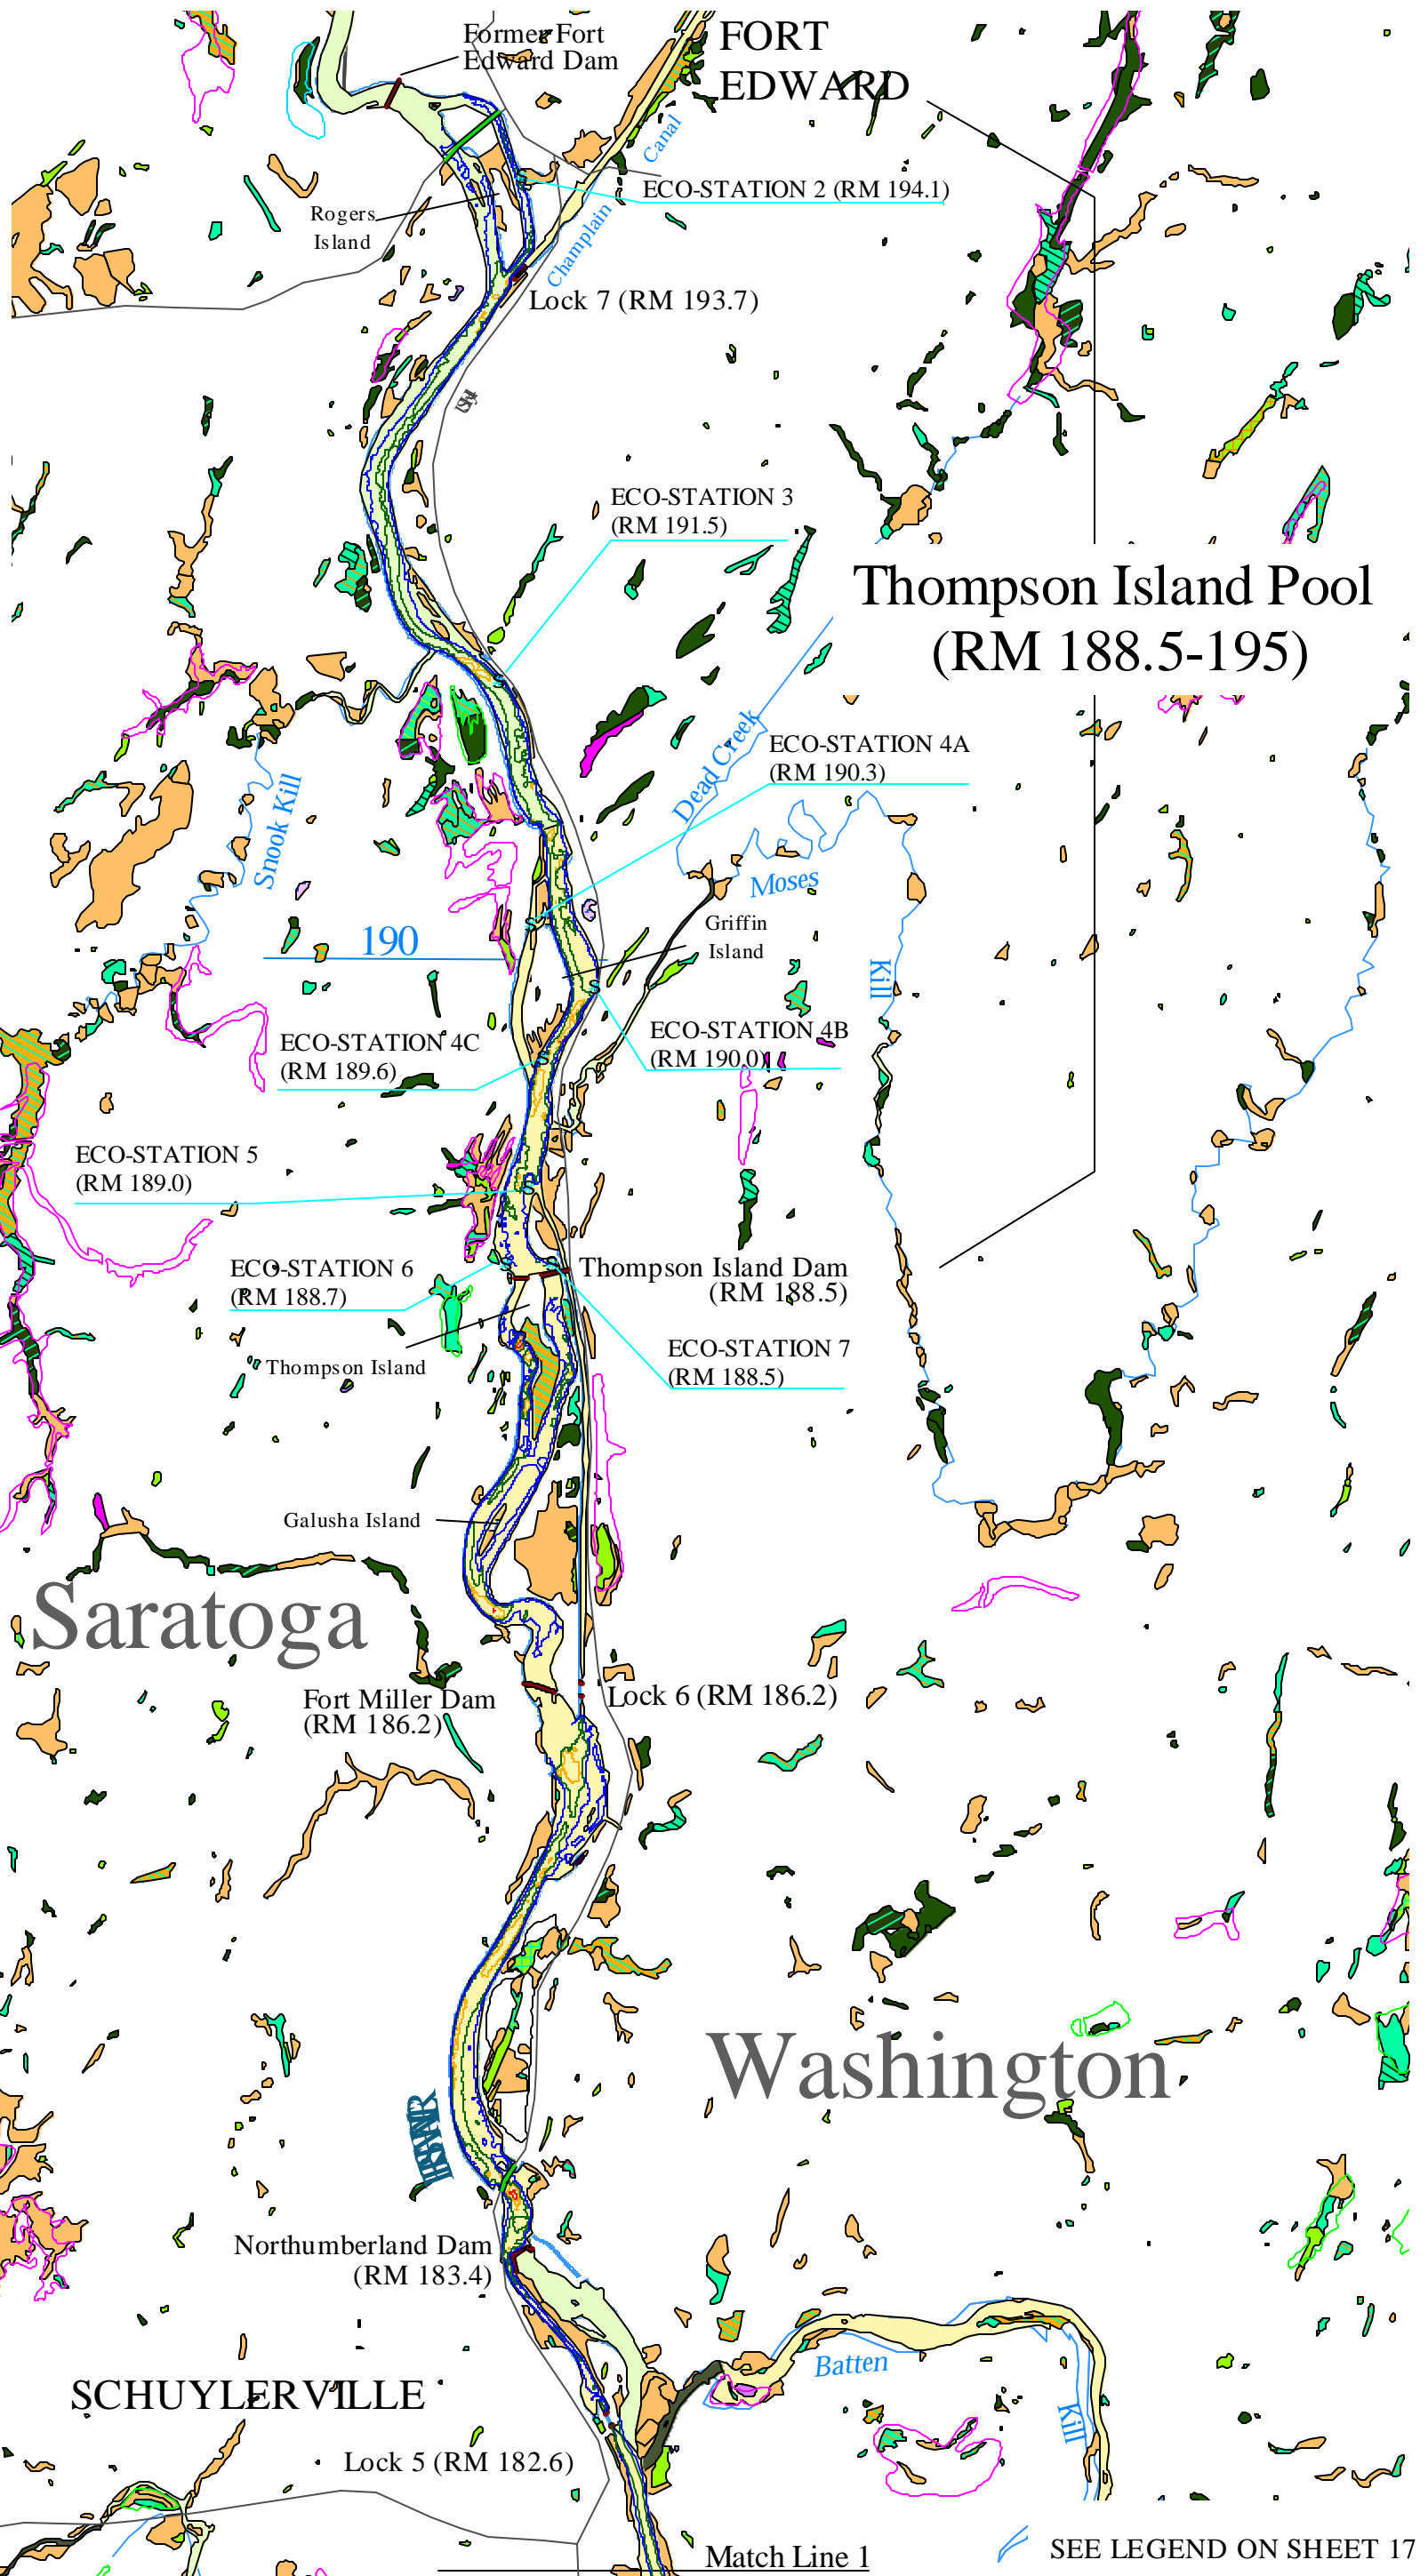 Former Fort
Edward Dam
FORT
EDWARD
Canal
Champlain
ECO-STATION 2 (RM 194.1)
Rogers
Island
Lock 7 (RM 193.7)
ECO-STATION 3
(RM 191.5)
Thompson Island Pool
(RM 188.5-195)
Dead Creek
ECO-STATION 4A
(RM 190.3)
Snook Kill
Moses
Kill
190
Griffin
Island
ECO-STATION 4B
(RM 190.0)
ECO-STATION 4C
(RM 189.6)
ECO-STATION 5
(RM 189.0)
ECO-STATION 6
(RM 188.7)
Thompson Island Dam
(RM 188.5)
ECO-STATION 7
(RM 188.5)
Thompson Island
Galusha Island
Saratoga
Fort Miller Dam
(RM 186.2)
Lock 6 (RM 186.2)
Washington
Northumberland Dam
(RM 183.4)
Batten
Kill
SCHUYLERVILLE
Lock 5 (RM 182.6)
Match Line 1
SEE LEGEND ON SHEET 17